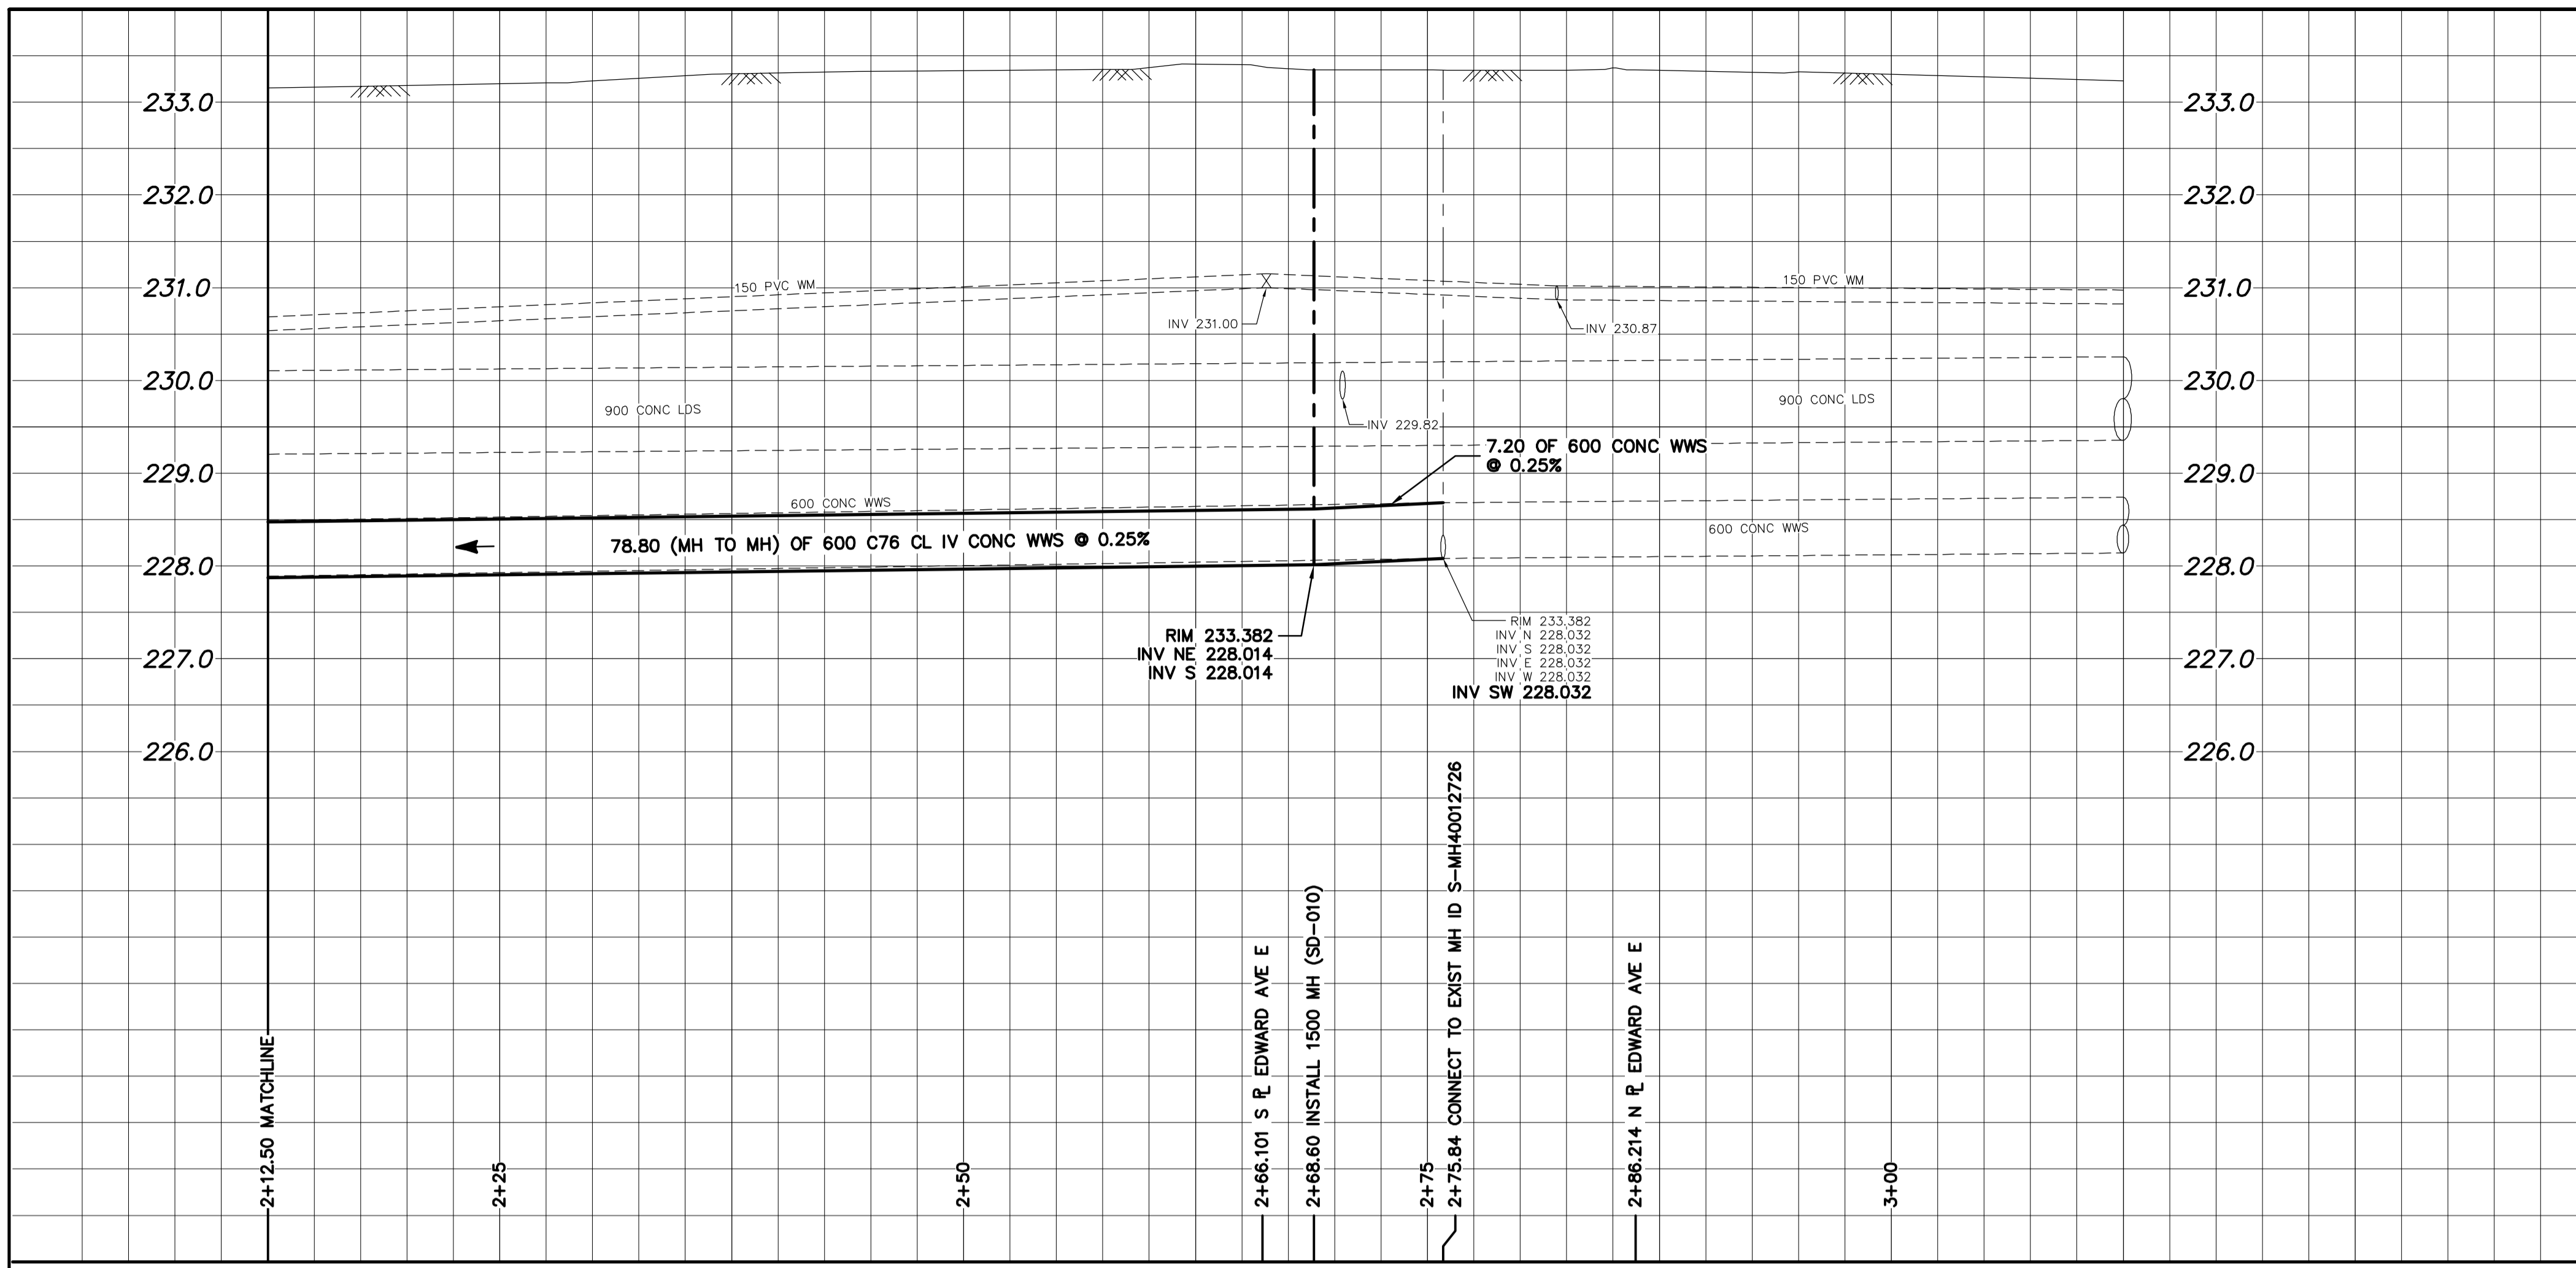 233.0
233.0
232.0
232.0
150 PVC WM
150 PVC WM
231.0
231.0
INV 231.00
INV 230.87
230.0
230.0
900 CONC LDS
900 CONC LDS
INV 229.82
7.20 OF 600 CONC WWS
@ 0.25%
229.0
229.0
600 CONC WWS
600 CONC WWS
78.80 (MH TO MH) OF 600 C76 CL IV CONC WWS @ 0.25%
228.0
228.0
RIM 233.382
INV NE 228.014
INV S 228.014
RIM 233.382
INV N 228.032
INV S 228.032
INV E 228.032
INV W 228.032
INV SW 228.032
227.0
227.0
226.0
226.0
2+12.50 MATCHLINE
2+25
2+50
2+66.101 S PL EDWARD AVE E
2+68.60 INSTALL 1500 MH (SD-010)
2+75
2+75.84 CONNECT TO EXIST MH ID S-MH40012726
2+86.214 N PL EDWARD AVE E
3+00